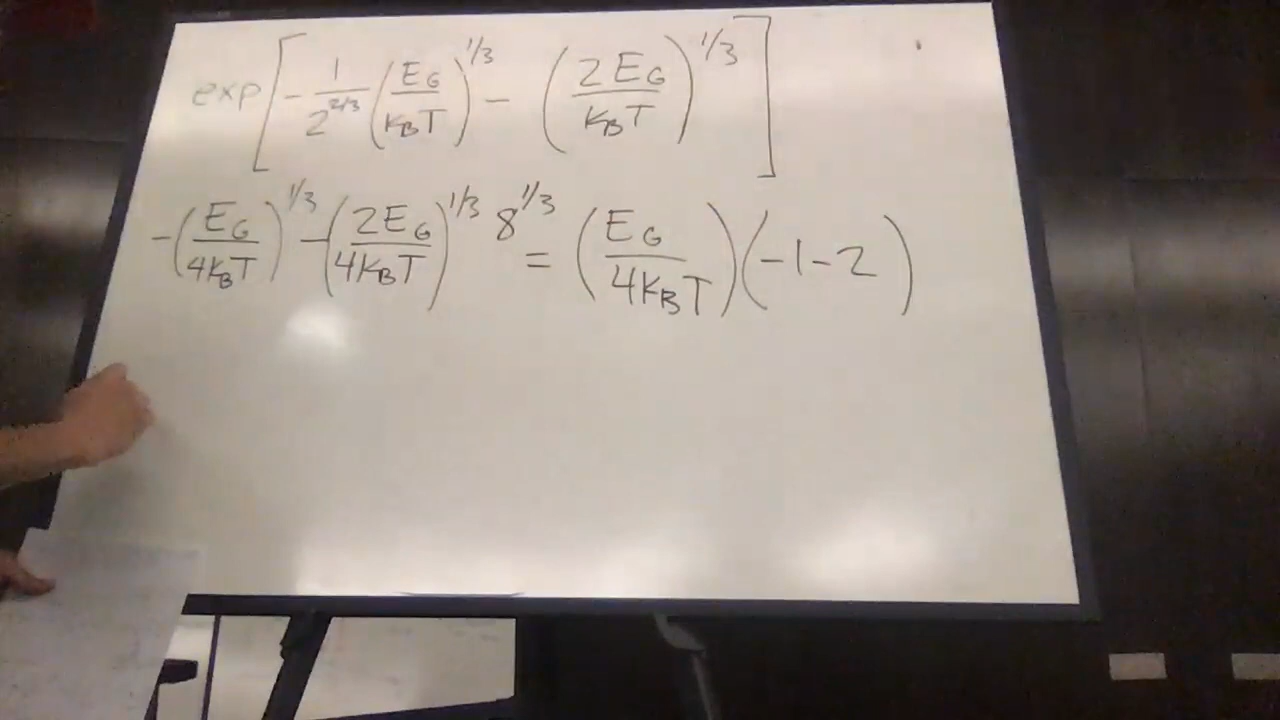 exp[-1/2^{2/3} (E_G/k_BT)^{1/3} - (2E_G/k_BT)^{1/3}]
-(E_G/4k_BT)^{1/3} - (2E_G/4k_BT)^{1/3} 8^{1/3} = (E_G/4k_BT)(-1-2)